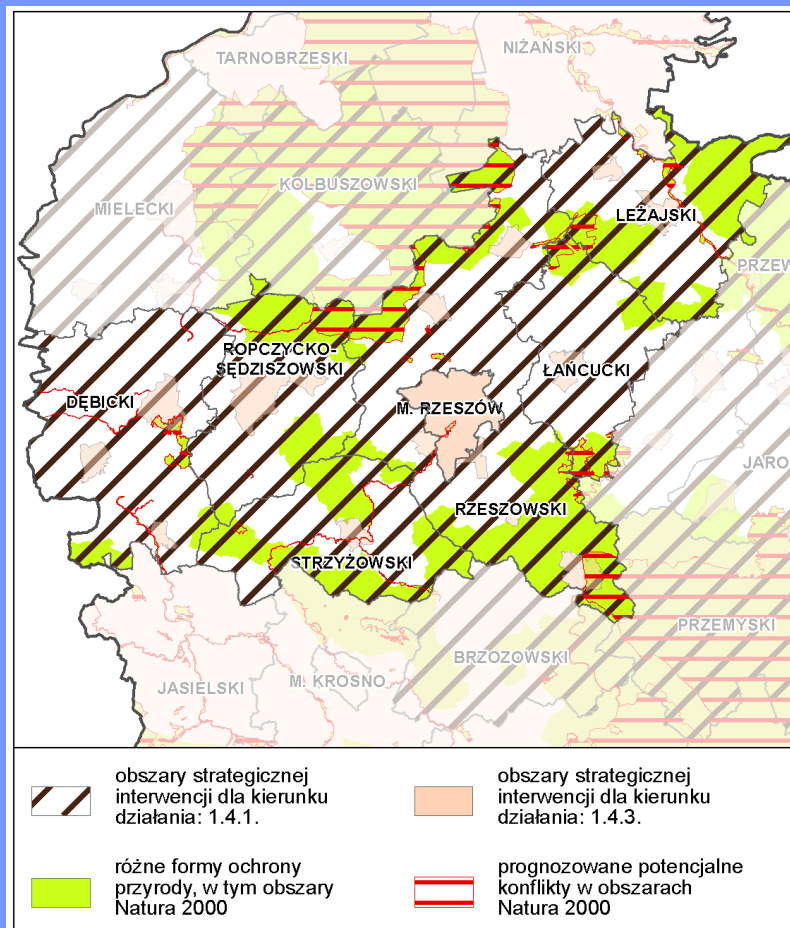 TARNOBRZESKI
NIŻAŃSKI
KOLBUSZOWSKI
MIELECKI
LEŻAJSKI
PRZEW
ROPCZYCKO-
SĘDZISZOWSKI
ŁAŃCUCKI
DĘBICKI
M. RZESZÓW
JARO
RZESZOWSKI
STRZYŻOWSKI
PRZEMYSKI
BRZOZOWSKI
M. KROSNO
JASIELSKI
obszary strategicznej
interwencji dla kierunku
działania: 1.4.1.
obszary strategicznej
interwencji dla kierunku
działania: 1.4.3.
różne formy ochrony
przyrody, w tym obszary
Natura 2000
prognozowane potencjalne
konflikty w obszarach
Natura 2000